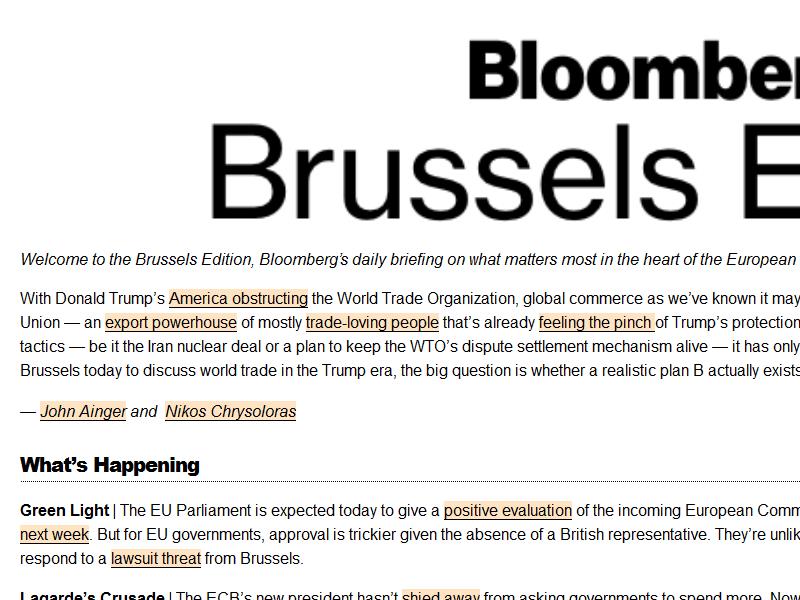 Bloomber
Brussels E
Welcome to the Brussels Edition, Bloomberg’s daily briefing on what matters most in the heart of the European
With Donald Trump’s America obstructing the World Trade Organization, global commerce as we’ve known it may
Union — an export powerhouse of mostly trade-loving people that’s already feeling the pinch of Trump’s protection
tactics — be it the Iran nuclear deal or a plan to keep the WTO’s dispute settlement mechanism alive — it has only
Brussels today to discuss world trade in the Trump era, the big question is whether a realistic plan B actually exists
— John Ainger and Nikos Chrysoloras
What’s Happening
Green Light | The EU Parliament is expected today to give a positive evaluation of the incoming European Comm
next week. But for EU governments, approval is trickier given the absence of a British representative. They’re unlik
respond to a lawsuit threat from Brussels.
Lagarde’s Crusade | The ECB’s new president hasn’t shied away from asking governments to spend more. Now